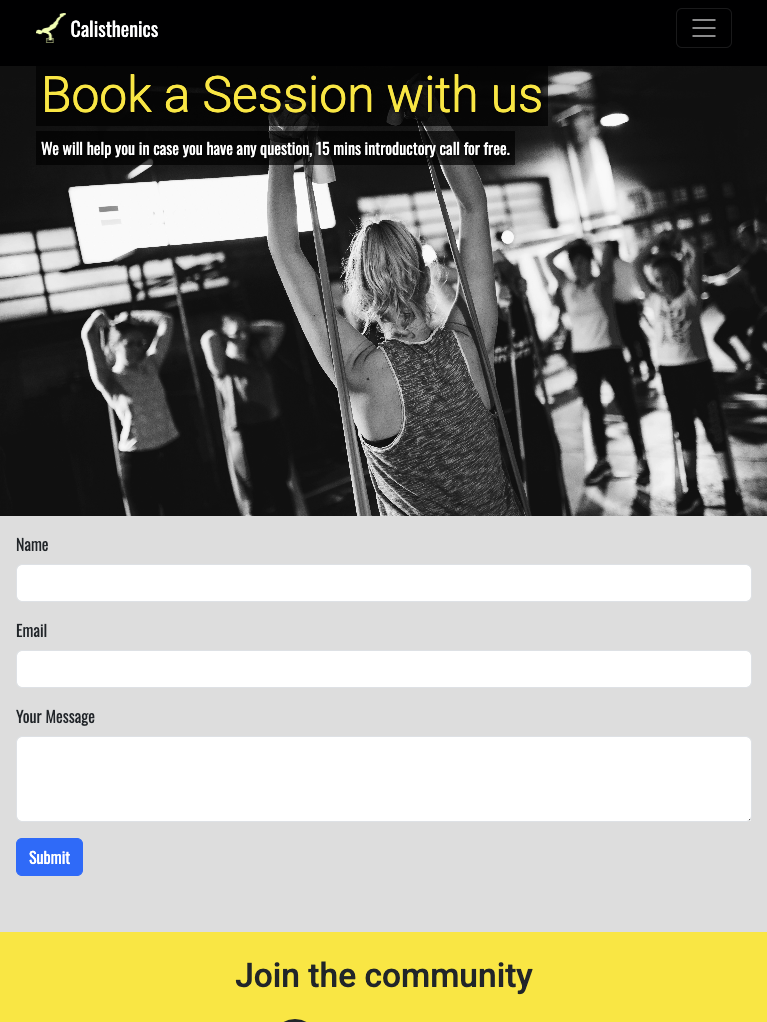 Calisthenics
Book a Session with us
We will help you in case you have any question, 15 mins introductory call for free.
Name
Email
Your Message
Submit
Join the community